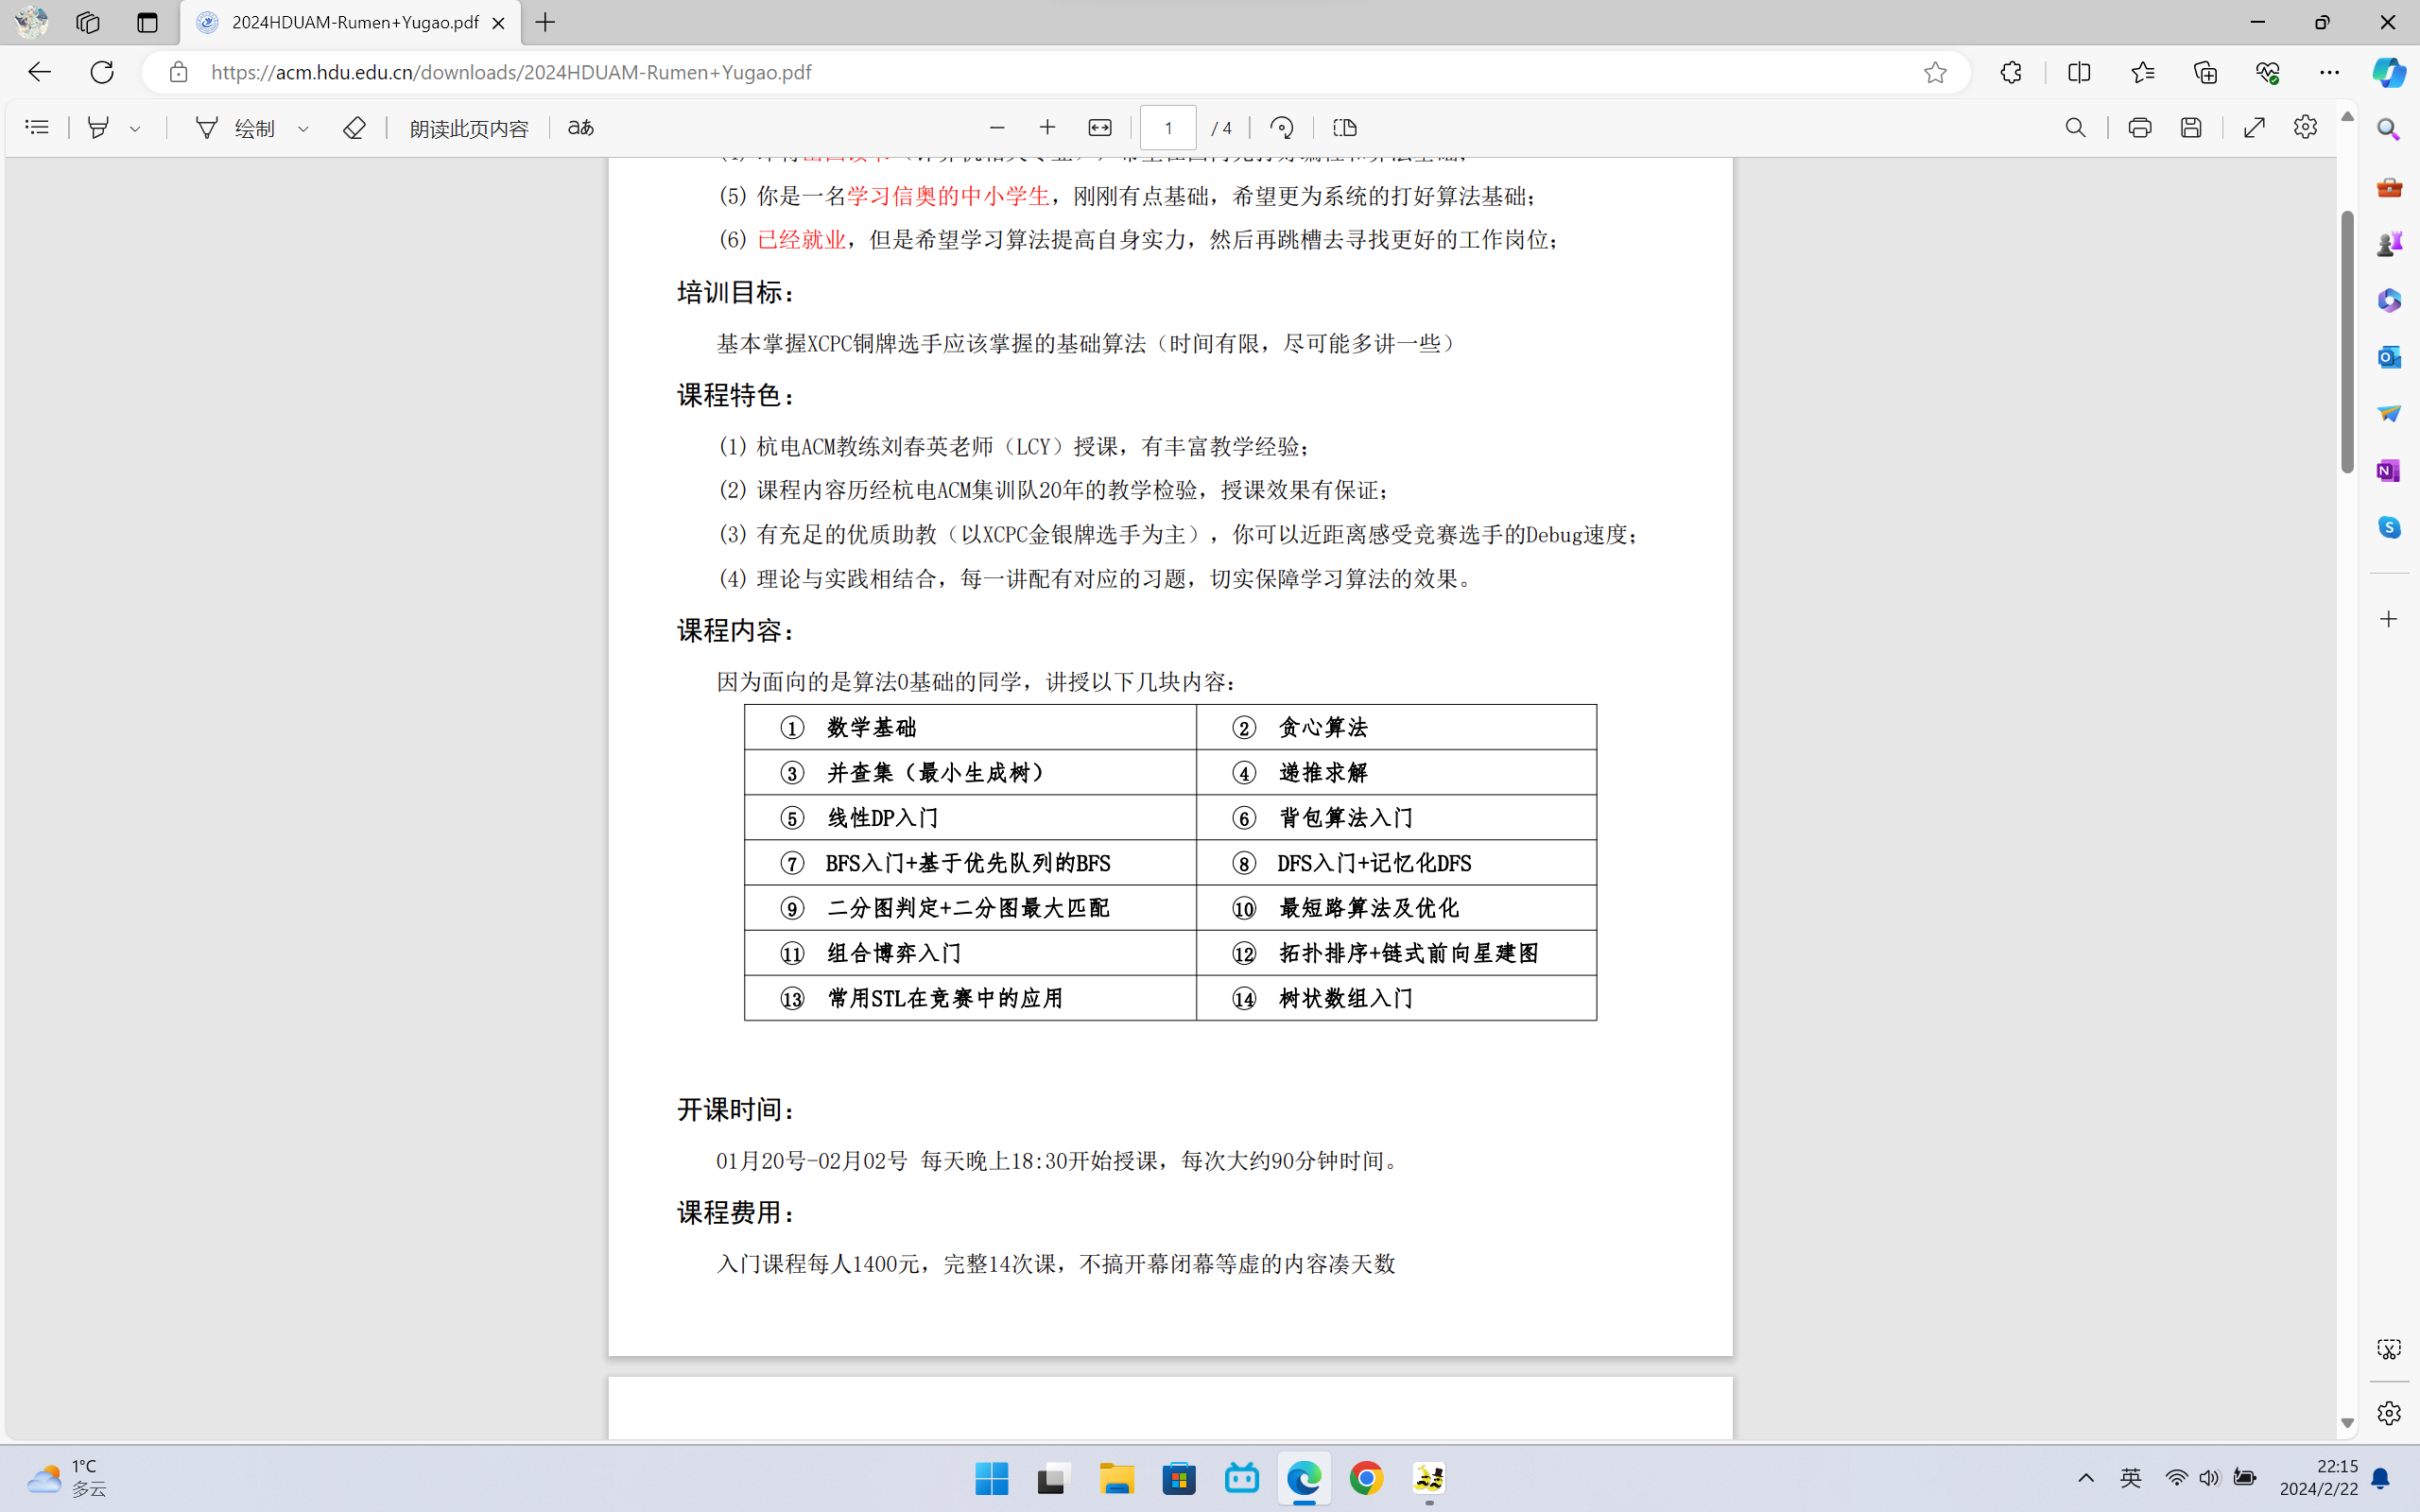 2024HDUAM-Rumen+Yugao.pdf
https://acm.hdu.edu.cn/downloads/2024HDUAM-Rumen+Yugao.pdf
绘制 朗读此页内容 aあ 1 / 4
(5) 你是一名学习信奥的中小学生，刚刚有点基础，希望更为系统的打好算法基础；
(6) 已经就业，但是希望学习算法提高自身实力，然后再跳槽去寻找更好的工作岗位；
培训目标：
基本掌握XCPC铜牌选手应该掌握的基础算法（时间有限，尽可能多讲一些）
课程特色：
(1) 杭电ACM教练刘春英老师（LCY）授课，有丰富教学经验；
(2) 课程内容历经杭电ACM集训队20年的教学检验，授课效果有保证；
(3) 有充足的优质助教（以XCPC金银牌选手为主），你可以近距离感受竞赛选手的Debug速度；
(4) 理论与实践相结合，每一讲配有对应的习题，切实保障学习算法的效果。
课程内容：
因为面向的是算法0基础的同学，讲授以下几块内容：
① 数学基础 ② 贪心算法
③ 并查集（最小生成树） ④ 递推求解
⑤ 线性DP入门 ⑥ 背包算法入门
⑦ BFS入门+基于优先队列的BFS ⑧ DFS入门+记忆化DFS
⑨ 二分图判定+二分图最大匹配 ⑩ 最短路算法及优化
⑪ 组合博弈入门 ⑫ 拓扑排序+链式前向星建图
⑬ 常用STL在竞赛中的应用 ⑭ 树状数组入门
开课时间：
01月20号-02月02号 每天晚上18:30开始授课，每次大约90分钟时间。
课程费用：
入门课程每人1400元，完整14次课，不搞开幕闭幕等虚的内容凑天数
1°C
多云
英
22:15
2024/2/22